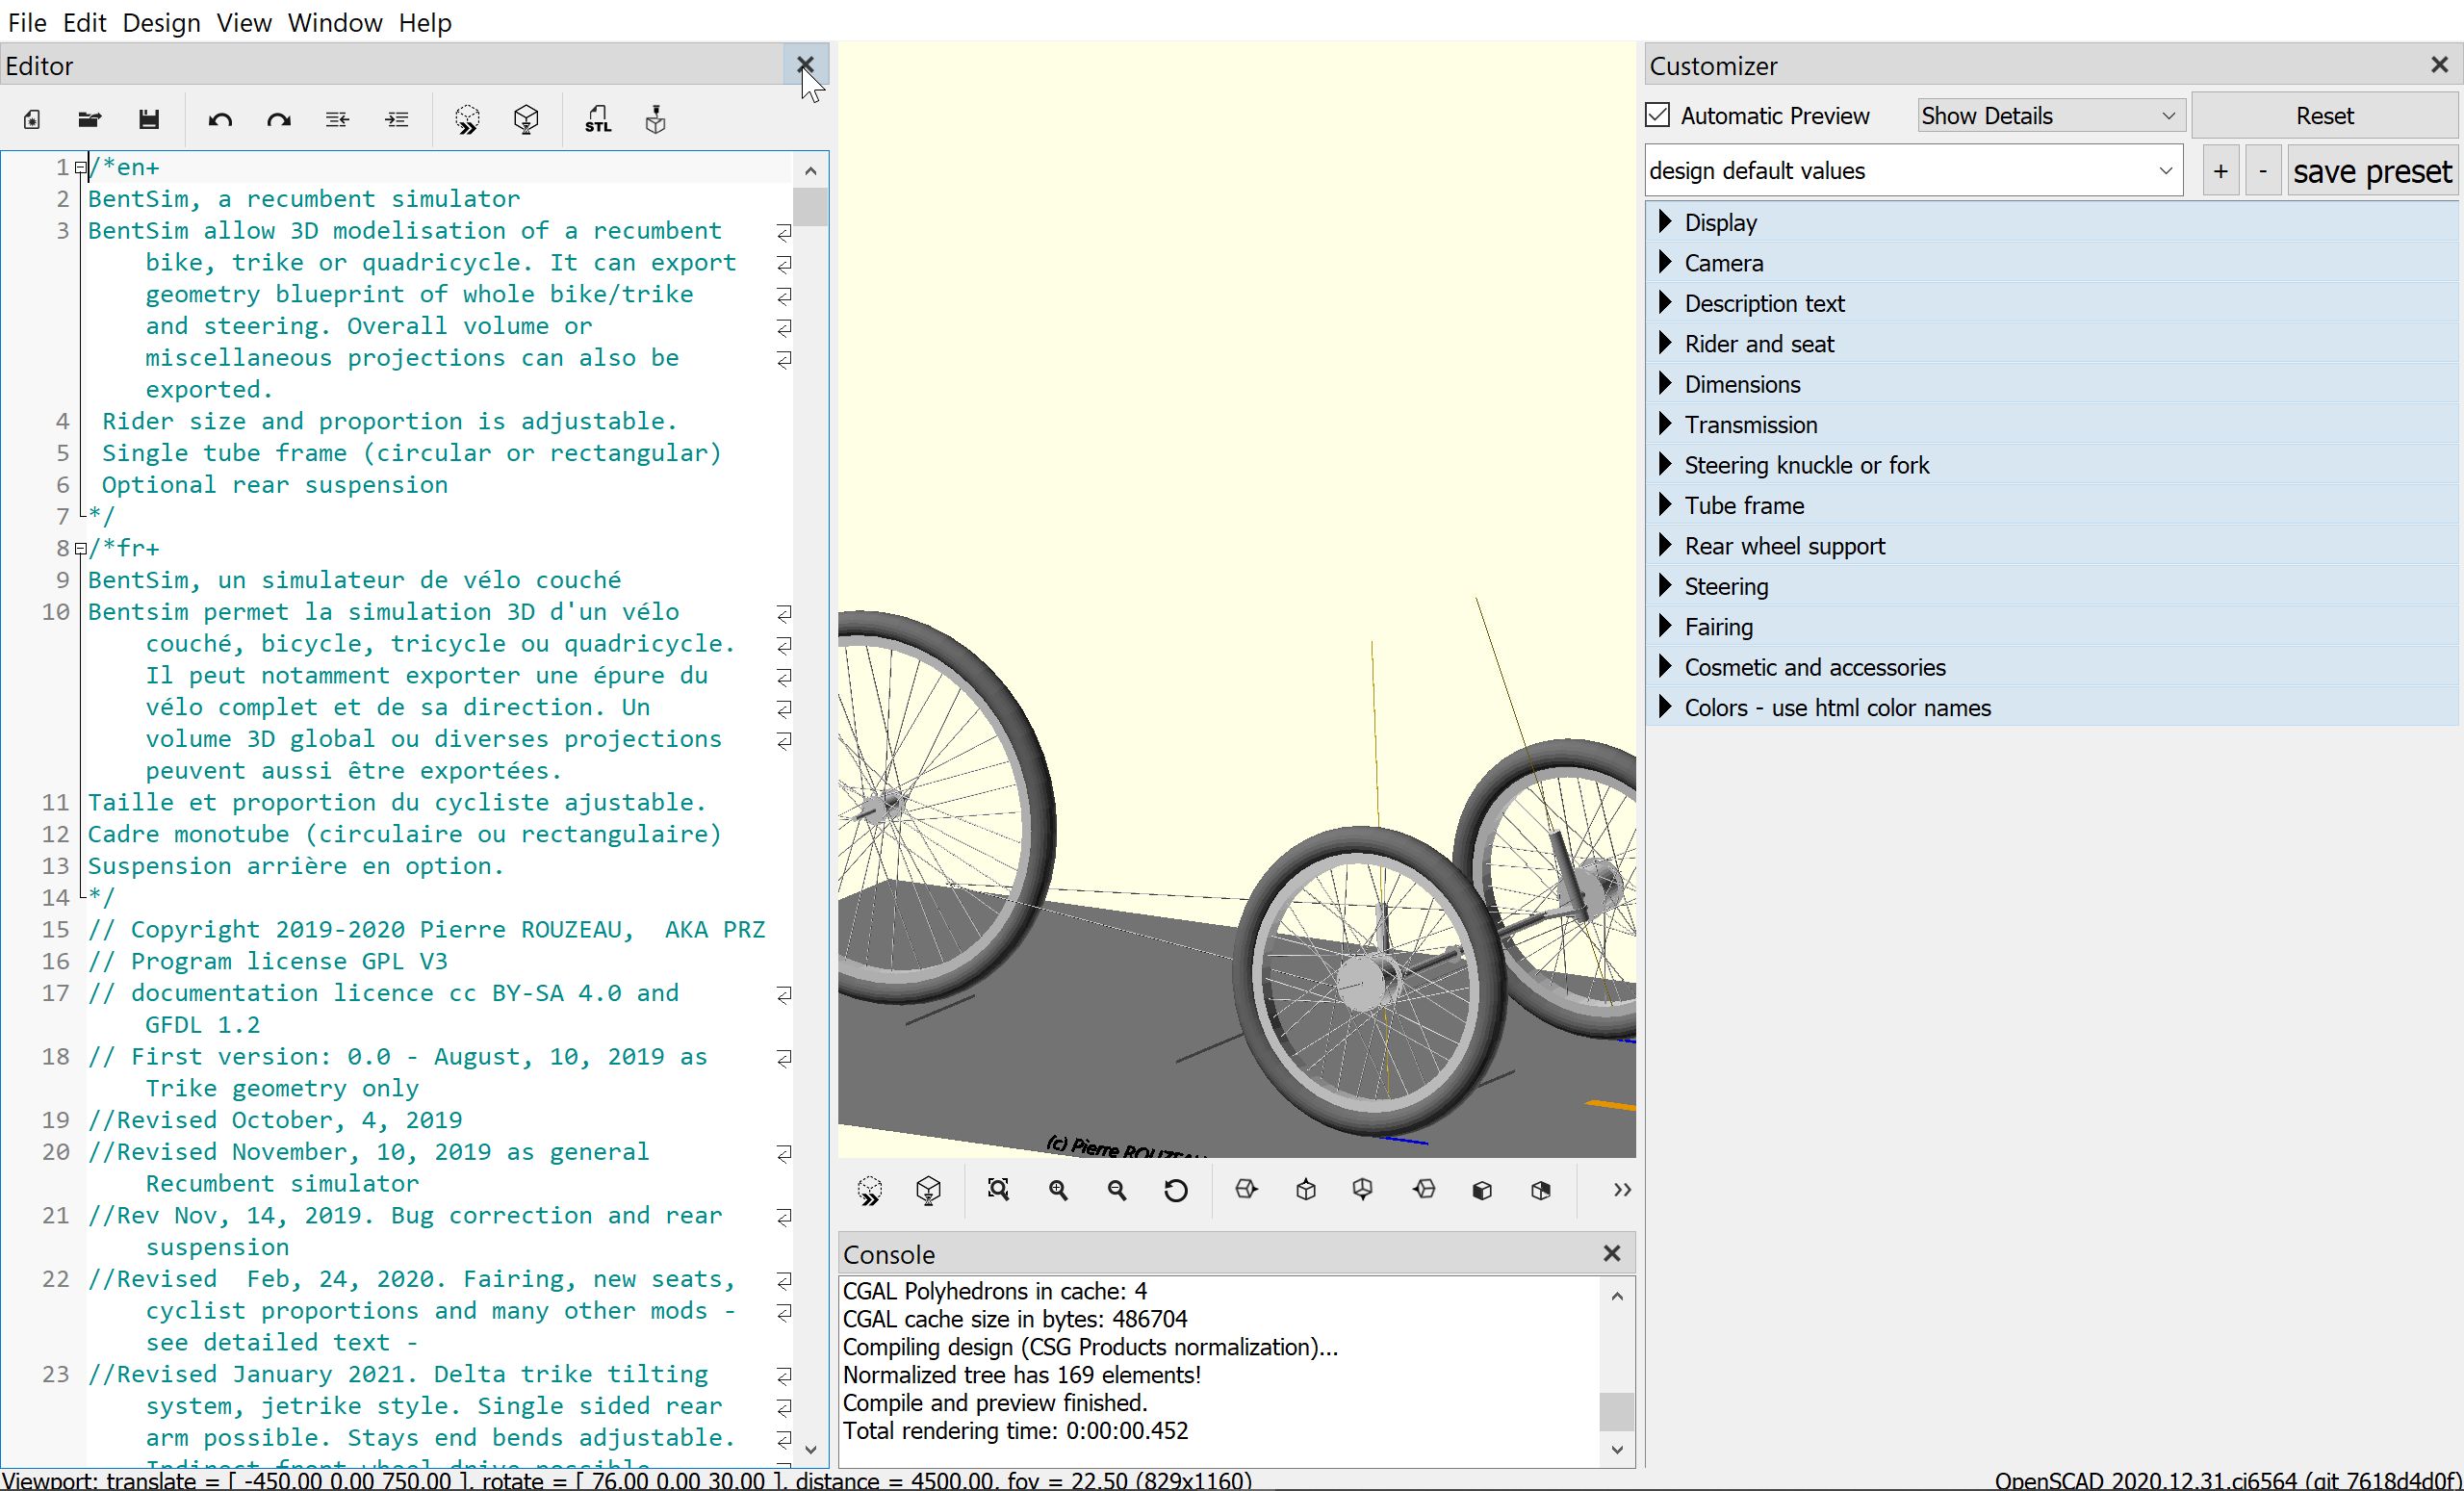 File Edit Design View Window Help
Editor
STL
1 /*en+
2 BentSim, a recumbent simulator
3 BentSim allow 3D modelisation of a recumbent
bike, trike or quadricycle. It can export
geometry blueprint of whole bike/trike
and steering. Overall volume or
miscellaneous projections can also be
exported.
4 Rider size and proportion is adjustable.
5 Single tube frame (circular or rectangular)
6 Optional rear suspension
7 */
8 /*fr+
9 BentSim, un simulateur de vélo couché
10 Bentsim permet la simulation 3D d'un vélo
couché, bicycle, tricycle ou quadricycle.
Il peut notamment exporter une épure du
vélo complet et de sa direction. Un
volume 3D global ou diverses projections
peuvent aussi être exportées.
11 Taille et proportion du cycliste ajustable.
12 Cadre monotube (circulaire ou rectangulaire)
13 Suspension arrière en option.
14 */
15 // Copyright 2019-2020 Pierre ROUZEAU,  AKA PRZ
16 // Program license GPL V3
17 // documentation licence cc BY-SA 4.0 and
GFDL 1.2
18 // First version: 0.0 - August, 10, 2019 as
Trike geometry only
19 //Revised October, 4, 2019
20 //Revised November, 10, 2019 as general
Recumbent simulator
21 //Rev Nov, 14, 2019. Bug correction and rear
suspension
22 //Revised  Feb, 24, 2020. Fairing, new seats,
cyclist proportions and many other mods -
see detailed text -
23 //Revised January 2021. Delta trike tilting
system, jetrike style. Single sided rear
arm possible. Stays end bends adjustable.
Indirect front wheel drive possible
(c) Pierre ROUZEAU
Console
CGAL Polyhedrons in cache: 4
CGAL cache size in bytes: 486704
Compiling design (CSG Products normalization)...
Normalized tree has 169 elements!
Compile and preview finished.
Total rendering time: 0:00:00.452
Customizer
Automatic Preview Show Details Reset
design default values + - save preset
Display
Camera
Description text
Rider and seat
Dimensions
Transmission
Steering knuckle or fork
Tube frame
Rear wheel support
Steering
Fairing
Cosmetic and accessories
Colors - use html color names
Viewport: translate = [ -450.00 0.00 750.00 ], rotate = [ 76.00 0.00 30.00 ], distance = 4500.00, fov = 22.50 (829x1160)
OpenSCAD 2020.12.31.ci6564 (git 7618d4d0f)